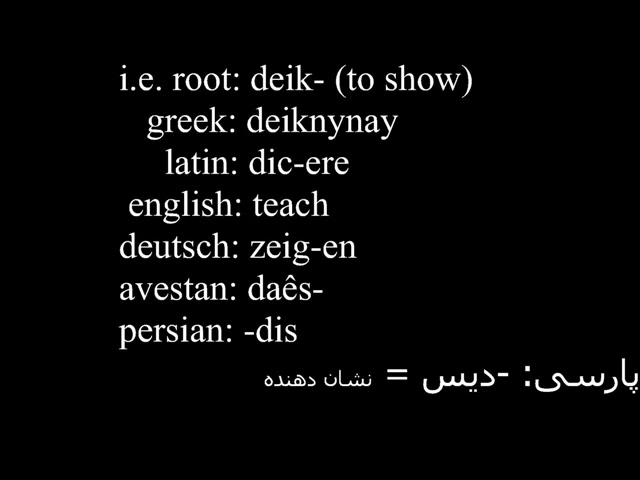 i.e. root: deik- (to show)
greek: deiknynay
latin: dic-ere
english: teach
deutsch: zeig-en
avestan: daês-
persian: -dis
پارسی: -دیس = نشان دهنده